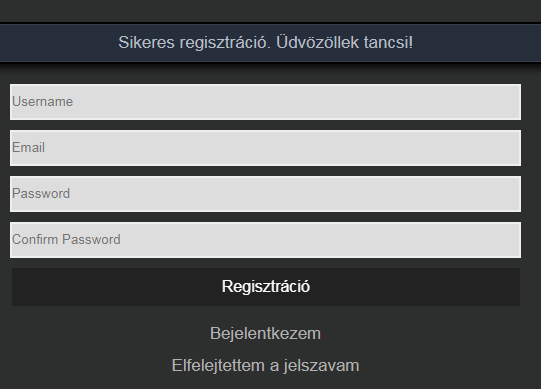 Sikeres regisztráció. Üdvözöllek tancsi!
Username
Email
Password
Confirm Password
Regisztráció
Bejelentkezem
Elfelejtettem a jelszavam